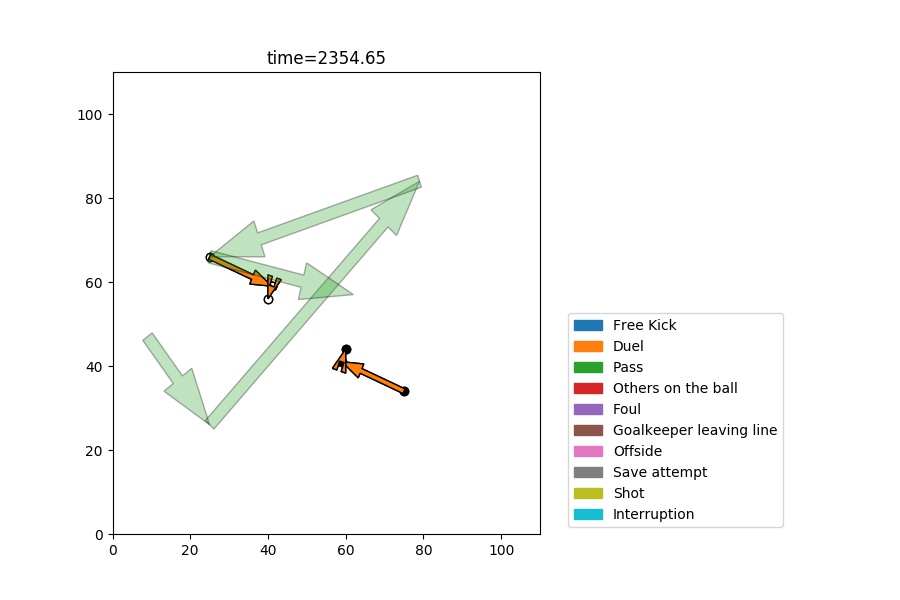 time=2354.65
100
80
60
40
20
0
0 20 40 60 80 100
Free Kick
Duel
Pass
Others on the ball
Foul
Goalkeeper leaving line
Offside
Save attempt
Shot
Interruption